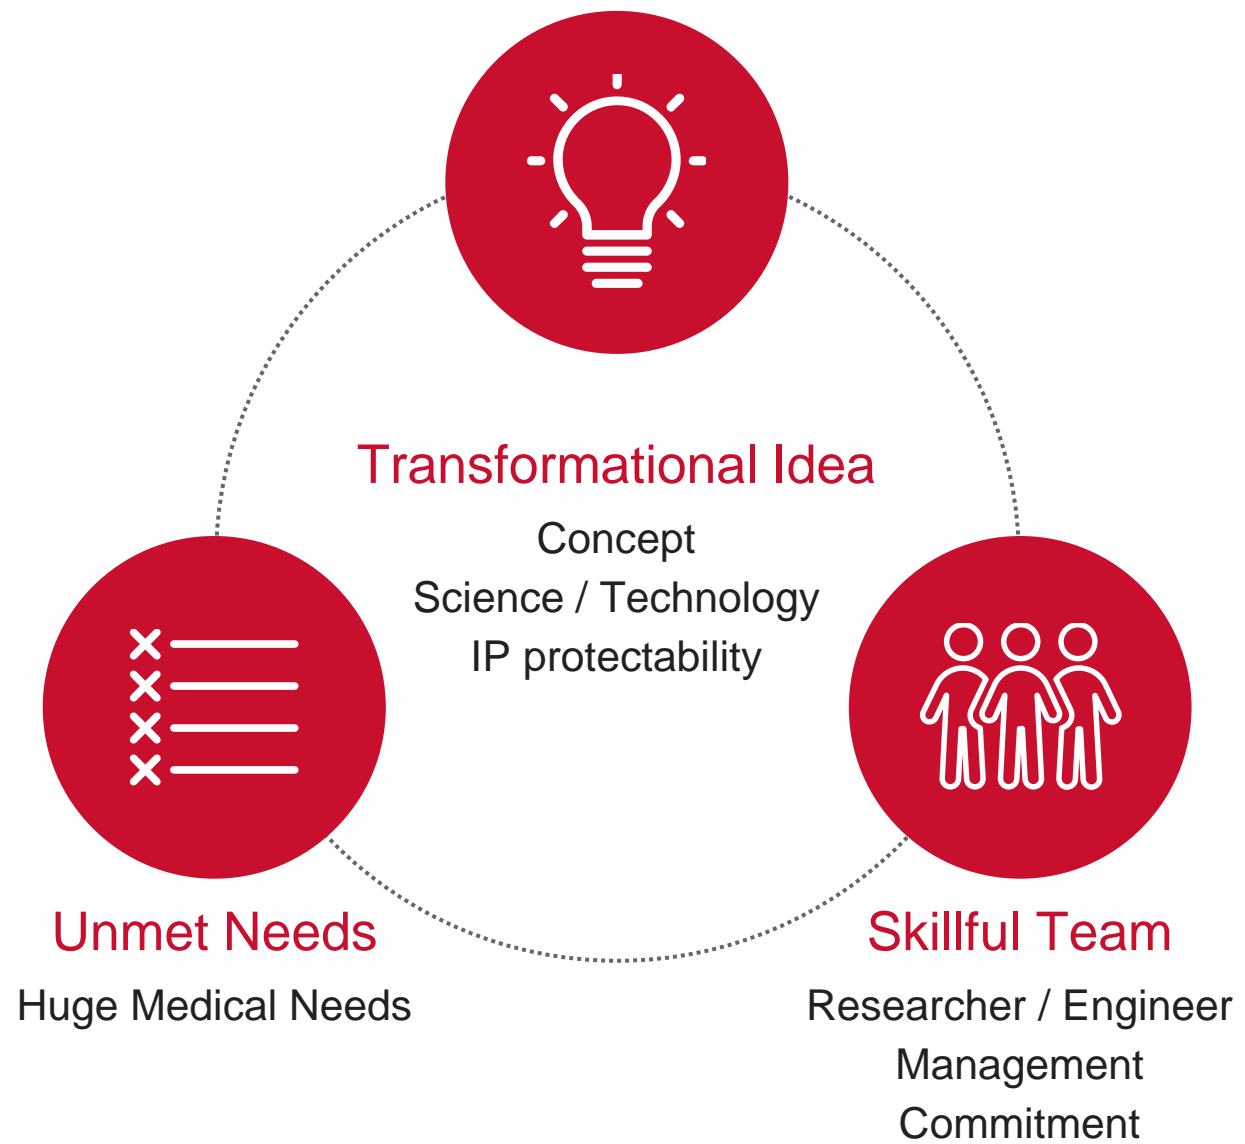 Transformational Idea
Concept
Science / Technology
IP protectability
Unmet Needs
Huge Medical Needs
Skillful Team
Researcher / Engineer
Management
Commitment